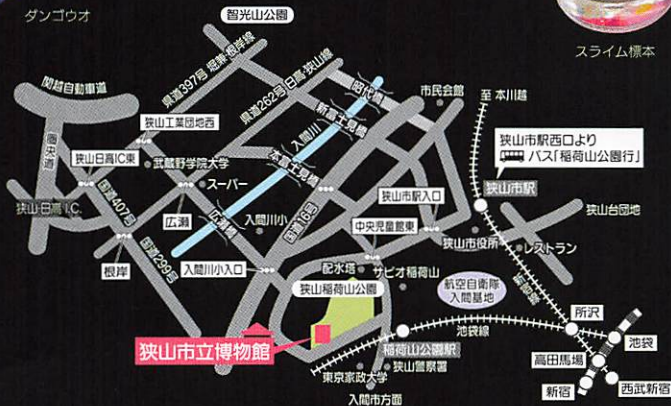 ダンゴウオ
智光山公園
スライム標本
関越自動車道
県道397号 堀兼・根岸線
県道262号 日高・狭山線
昭代橋
新富士見橋
市民会館
至 本川越
狭山工業団地西
入間川
狭山市駅西口より
バス「稲荷山公園行」
圏央道
狭山日高IC東
武蔵野学院大学
本富士見橋
スーパー
狭山市駅入口
狭山市駅
狭山日高I.C.
国道407号
広瀬
広瀬橋
入間川小
国道16号
中央児童館東
狭山市役所
狭山台団地
レストラン
根岸
国道299号
入間川小入口
配水塔
サピオ稲荷山
狭山稲荷山公園
航空自衛隊
入間基地
新宿線
狭山市立博物館
池袋線
所沢
稲荷山公園駅
池袋
高田馬場
狭山警察署
東京家政大学
新宿
西武新宿
入間市方面